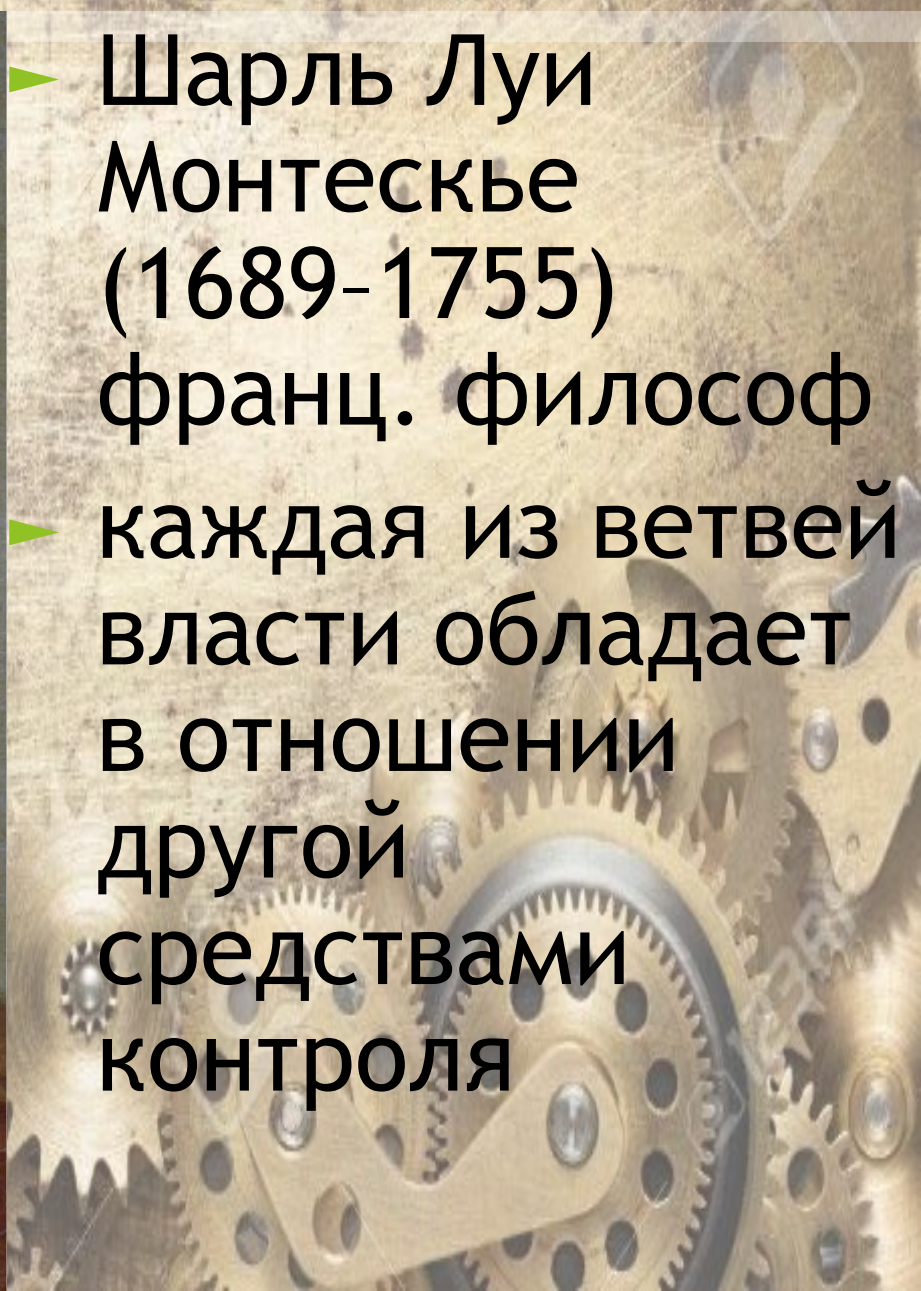 Шарль Луи
Монтескье
(1689–1755)
франц. философ
каждая из ветвей
власти обладает
в отношении
другой
средствами
контроля